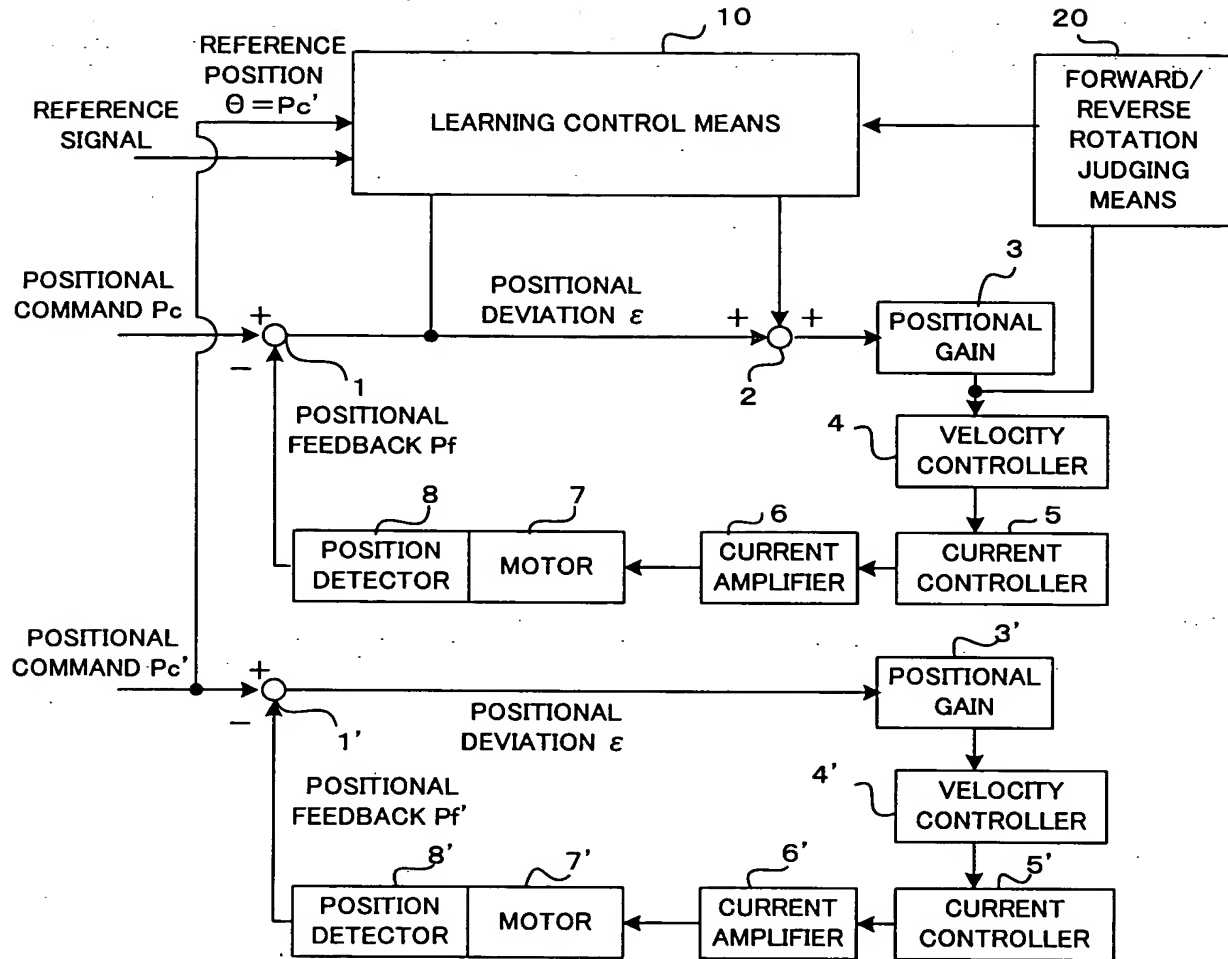 10
20
REFERENCE
POSITION
Θ=Pc'
REFERENCE
SIGNAL
LEARNING CONTROL MEANS
FORWARD/
REVERSE
ROTATION
JUDGING
MEANS
POSITIONAL
COMMAND Pc
+
−
1
POSITIONAL
DEVIATION ε
+
+
2
3
POSITIONAL
GAIN
POSITIONAL
FEEDBACK Pf
4
VELOCITY
CONTROLLER
8
7
6
5
POSITION
DETECTOR
MOTOR
CURRENT
AMPLIFIER
CURRENT
CONTROLLER
POSITIONAL
COMMAND Pc'
+
−
1'
POSITIONAL
DEVIATION ε
3'
POSITIONAL
GAIN
POSITIONAL
FEEDBACK Pf'
4'
VELOCITY
CONTROLLER
8'
7'
6'
5'
POSITION
DETECTOR
MOTOR
CURRENT
AMPLIFIER
CURRENT
CONTROLLER